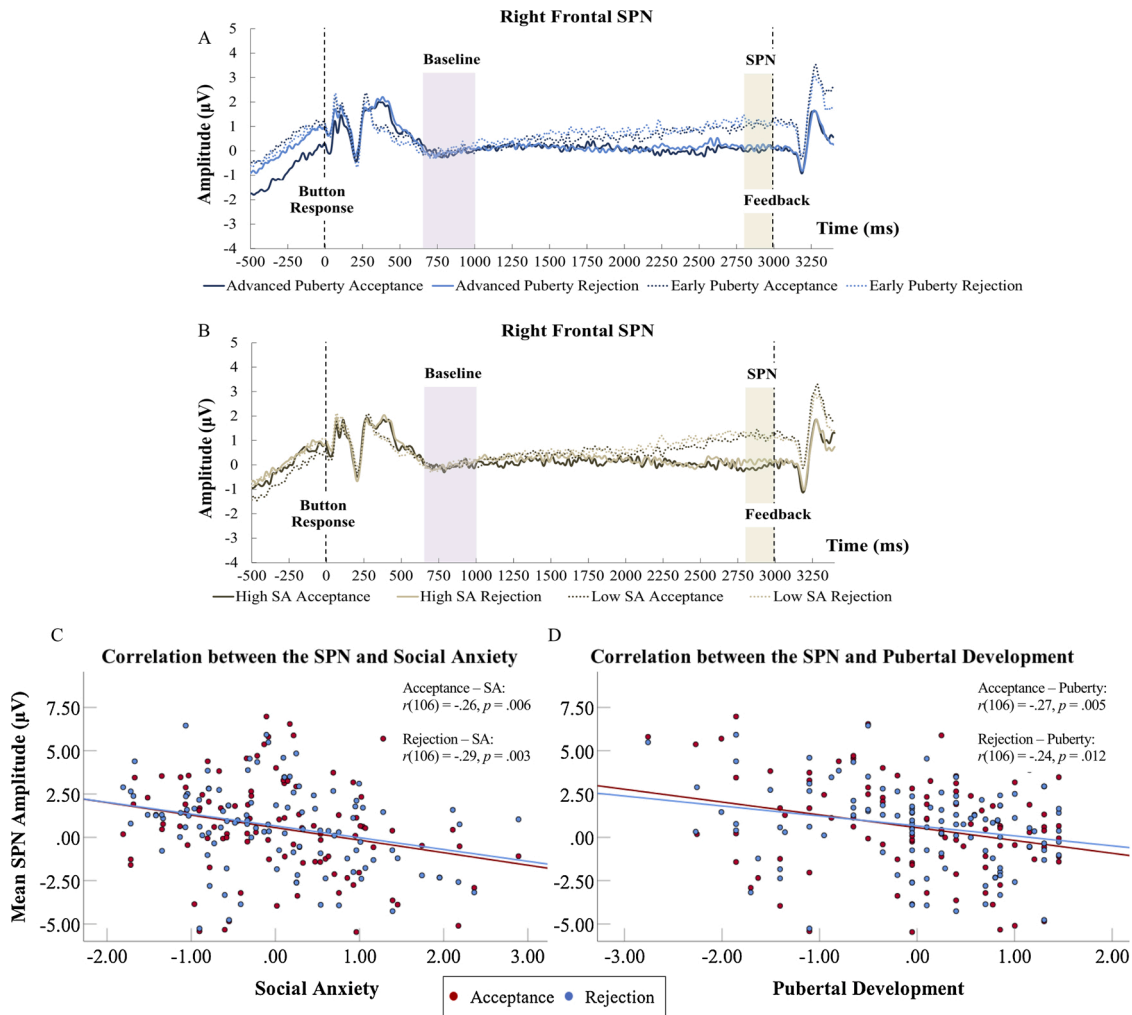 Right Frontal SPN
A
5
4
3
2
1
0
-1
-2
-3
-4
Amplitude (µV)
Baseline
SPN
Button
Response
Feedback
Time (ms)
-500 -250 0 250 500 750 1000 1250 1500 1750 2000 2250 2500 2750 3000 3250
Advanced Puberty Acceptance Advanced Puberty Rejection Early Puberty Acceptance Early Puberty Rejection
B
Right Frontal SPN
5
4
3
2
1
0
-1
-2
-3
-4
Amplitude (µV)
Baseline
SPN
Button
Response
Feedback
Time (ms)
-500 -250 0 250 500 750 1000 1250 1500 1750 2000 2250 2500 2750 3000 3250
High SA Acceptance High SA Rejection Low SA Acceptance Low SA Rejection
C
Correlation between the SPN and Social Anxiety
Acceptance – SA:
r(106) = -.26, p = .006
Rejection – SA:
r(106) = -.29, p = .003
Mean SPN Amplitude (µV)
7.50
5.00
2.50
.00
-2.50
-5.00
-2.00 -1.00 .00 1.00 2.00 3.00
Social Anxiety
D
Correlation between the SPN and Pubertal Development
Acceptance – Puberty:
r(106) = -.27, p = .005
Rejection – Puberty:
r(106) = -.24, p = .012
7.50
5.00
2.50
.00
-2.50
-5.00
-3.00 -2.00 -1.00 .00 1.00 2.00
Pubertal Development
Acceptance Rejection